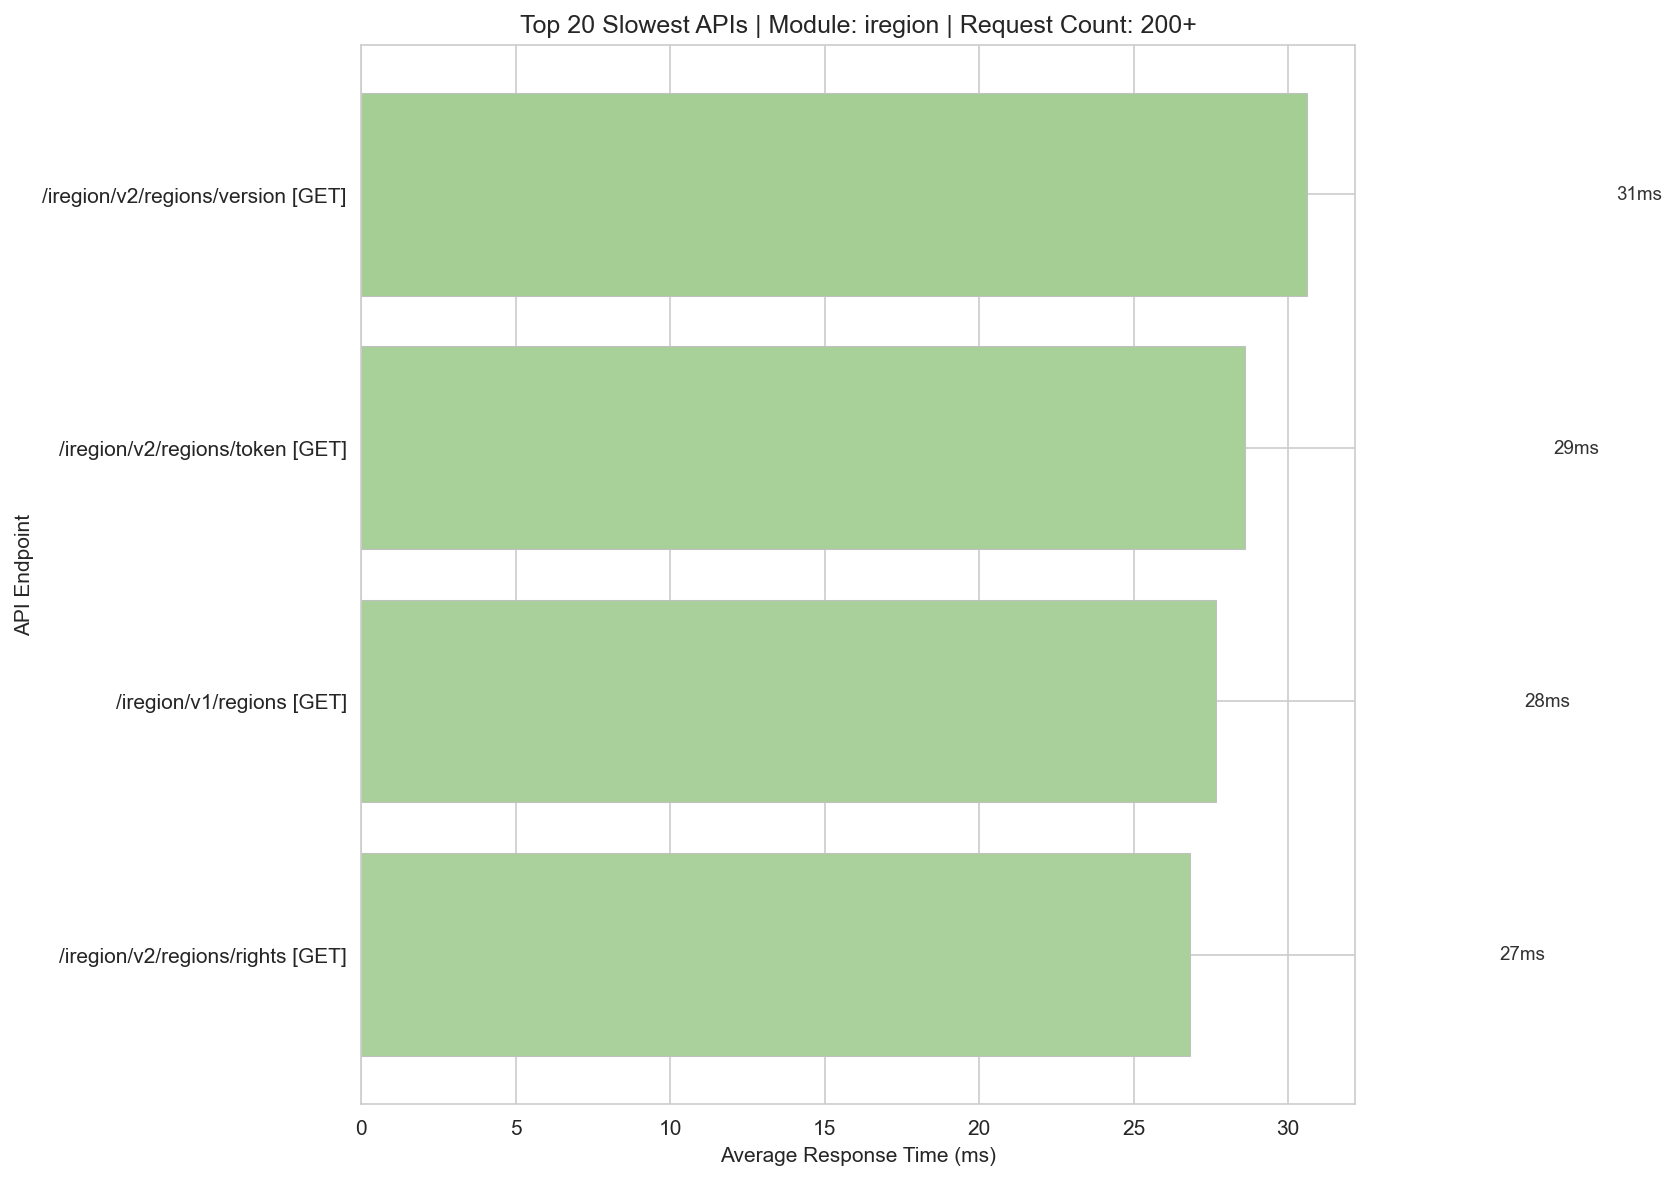 Top 20 Slowest APIs | Module: iregion | Request Count: 200+
/iregion/v2/regions/version [GET]
31ms
/iregion/v2/regions/token [GET]
29ms
API Endpoint
/iregion/v1/regions [GET]
28ms
/iregion/v2/regions/rights [GET]
27ms
0 5 10 15 20 25 30
Average Response Time (ms)